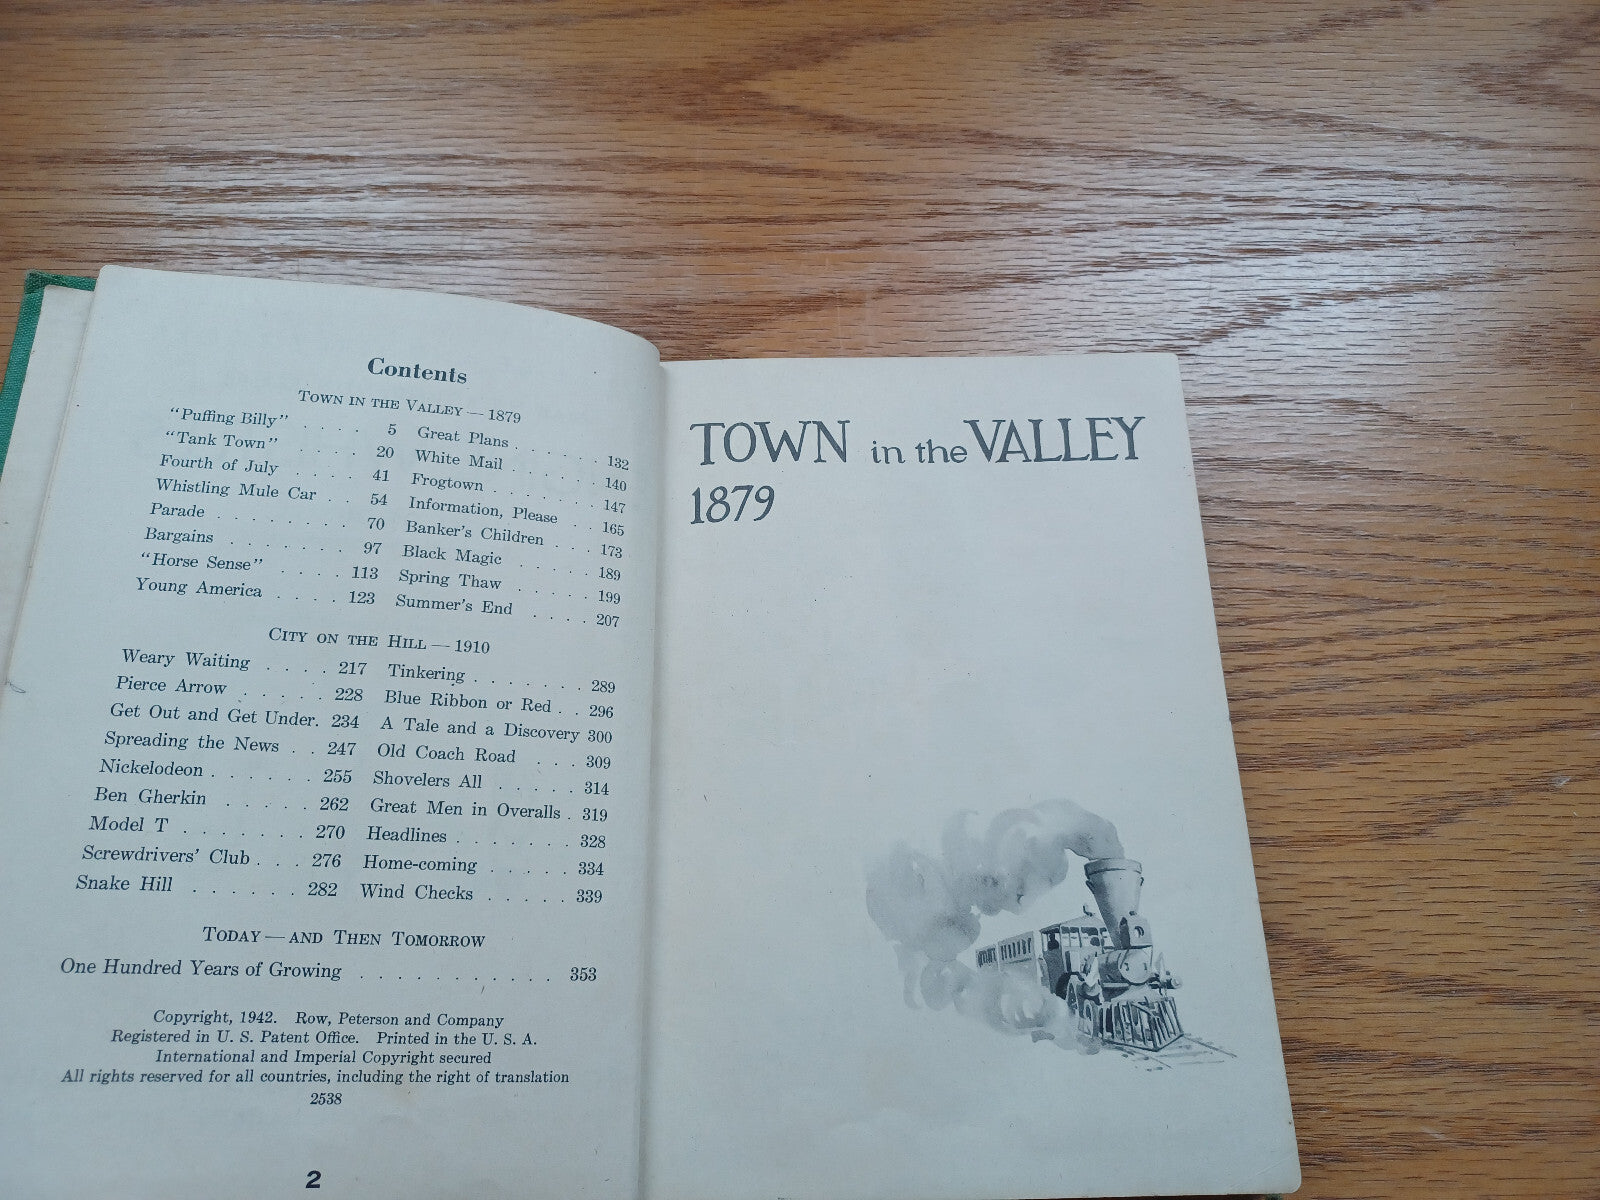 Contents
TOWN IN THE VALLEY — 1879
"Puffing Billy" . . . . 5 Great Plans . . . . . . 132
"Tank Town" . . . . 20 White Mail . . . . . . 140
Fourth of July . . . . 41 Frogtown . . . . . . . 147
Whistling Mule Car . . 54 Information, Please . . 165
Parade . . . . . . . . 70 Banker's Children . . . 173
Bargains . . . . . . . 97 Black Magic . . . . . 189
"Horse Sense" . . . . 113 Spring Thaw . . . . . 199
Young America . . . . 123 Summer's End . . . . 207
CITY ON THE HILL — 1910
Weary Waiting . . . . 217 Tinkering . . . . . . . 289
Pierce Arrow . . . . . 228 Blue Ribbon or Red . . 296
Get Out and Get Under. 234 A Tale and a Discovery 300
Spreading the News . . 247 Old Coach Road . . . 309
Nickelodeon . . . . . . 255 Shovelers All . . . . . 314
Ben Gherkin . . . . . 262 Great Men in Overalls . 319
Model T . . . . . . . 270 Headlines . . . . . . . 328
Screwdrivers' Club . . . 276 Home-coming . . . . . 334
Snake Hill . . . . . . 282 Wind Checks . . . . . 339
TODAY — AND THEN TOMORROW
One Hundred Years of Growing . . . . . . . . . . . 353
Copyright, 1942. Row, Peterson and Company
Registered in U. S. Patent Office. Printed in the U. S. A.
International and Imperial Copyright secured
All rights reserved for all countries, including the right of translation
2538
2
TOWN in the VALLEY
1879